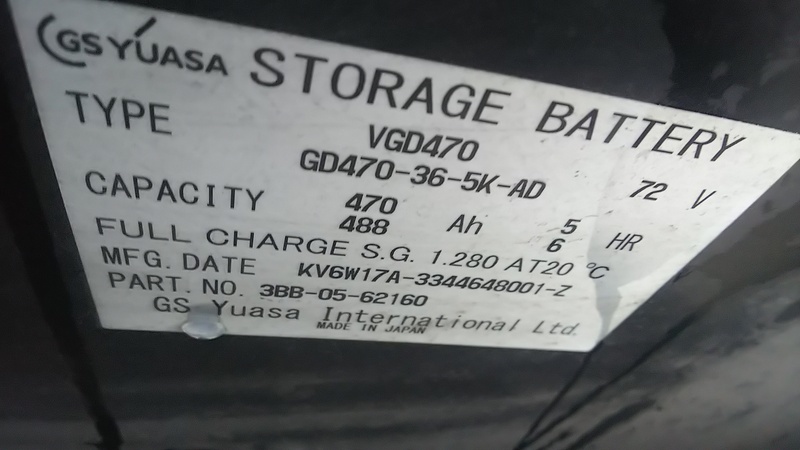 GS YUASA STORAGE BATTERY
TYPE VGD470
GD470-36-5K-AD 72 V
CAPACITY 470 Ah 5 HR
488 6
FULL CHARGE S.G. 1.280 AT 20 °C
MFG. DATE KV6W17A-3344648001-Z
PART. NO. 3BB-05-62160
GS Yuasa International Ltd.
MADE IN JAPAN